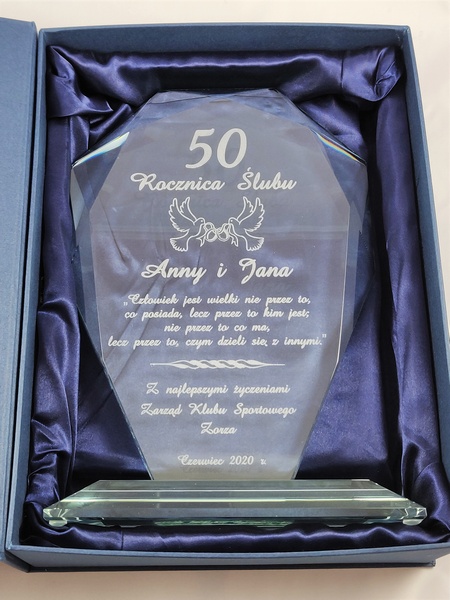 50
Rocznica Ślubu
Anny i Jana
„Człowiek jest wielki nie przez to,
co posiada, lecz przez to kim jest;
nie przez to co ma,
lecz przez to, czym dzieli się z innymi."
Z najlepszymi życzeniami
Zarząd Klubu Sportowego
Zorza
Czerwiec 2020 r.